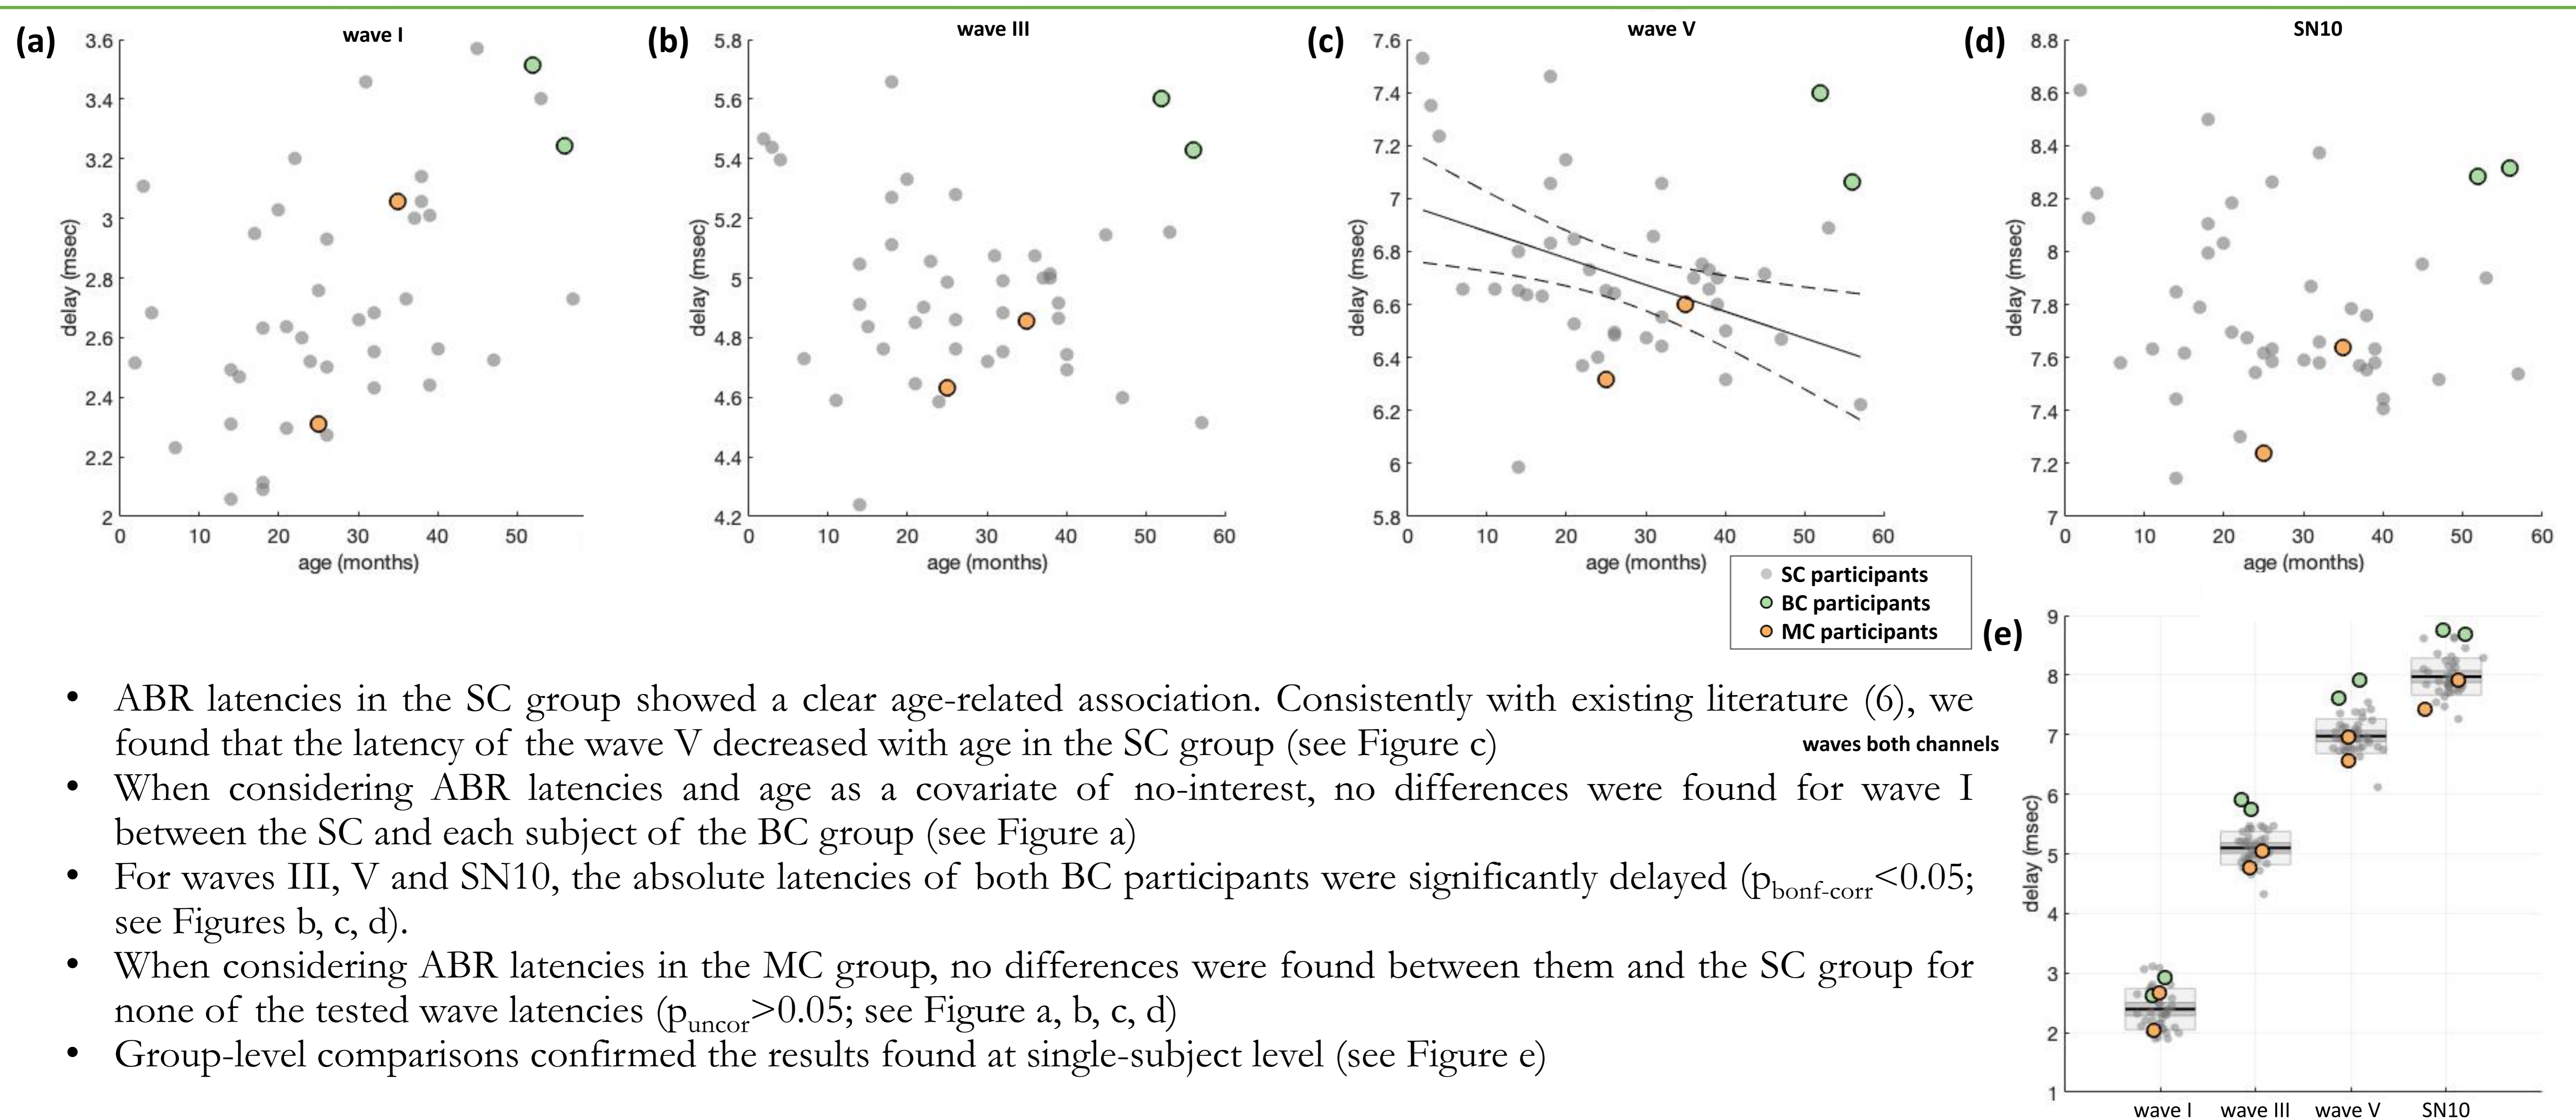 (a)
wave I
3.6
3.4
3.2
3
2.8
2.6
2.4
2.2
2
delay (msec)
0 10 20 30 40 50
age (months)
(b)
wave III
5.8
5.6
5.4
5.2
5
4.8
4.6
4.4
4.2
delay (msec)
0 10 20 30 40 50 60
age (months)
(c)
wave V
7.6
7.4
7.2
7
6.8
6.6
6.4
6.2
6
5.8
delay (msec)
0 10 20 30 40 50 60
age (months)
(d)
SN10
8.8
8.6
8.4
8.2
8
7.8
7.6
7.4
7.2
7
delay (msec)
0 10 20 30 40 50 60
age (months)
SC participants
BC participants
MC participants
• ABR latencies in the SC group showed a clear age-related association. Consistently with existing literature (6), we
found that the latency of the wave V decreased with age in the SC group (see Figure c)
• When considering ABR latencies and age as a covariate of no-interest, no differences were found for wave I
between the SC and each subject of the BC group (see Figure a)
• For waves III, V and SN10, the absolute latencies of both BC participants were significantly delayed (pbonf-corr<0.05;
see Figures b, c, d).
• When considering ABR latencies in the MC group, no differences were found between them and the SC group for
none of the tested wave latencies (puncor>0.05; see Figure a, b, c, d)
• Group-level comparisons confirmed the results found at single-subject level (see Figure e)
waves both channels
(e)
9
8
7
6
5
4
3
2
1
delay (msec)
wave I wave III wave V SN10